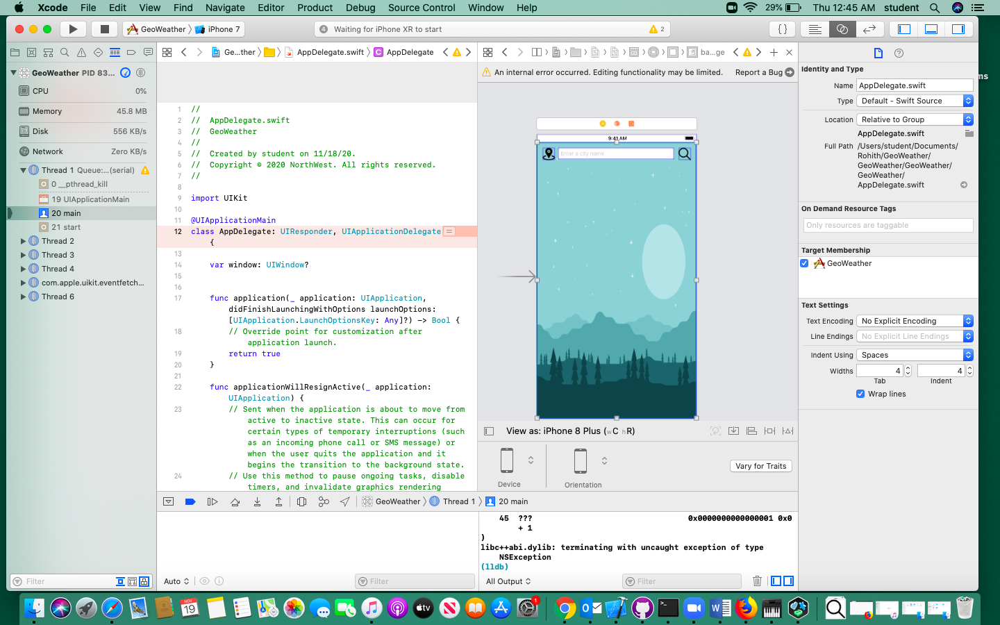 Xcode File Edit View Find Navigate Editor Product Debug Source Control Window Help 29% Thu 12:45 AM student
GeoWeather iPhone 7 Waiting for iPhone XR to start 2
Ge...ther AppDelegate.swift AppDelegate ba...ge
GeoWeather PID 83...
CPU 0%
Memory 45.8 MB
Disk 556 KB/s
Network Zero KB/s
Thread 1 Queue:...(serial)
0 __pthread_kill
19 UIApplicationMain
20 main
21 start
Thread 2
Thread 3
Thread 4
com.apple.uikit.eventfetch...
Thread 6
Filter
1 //
2 //  AppDelegate.swift
3 //  GeoWeather
4 //
5 //  Created by student on 11/18/20.
6 //  Copyright © 2020 NorthWest. All rights reserved.
7 //
8
9 import UIKit
10
11 @UIApplicationMain
12 class AppDelegate: UIResponder, UIApplicationDelegate
{
13
14 var window: UIWindow?
15
16
17 func application(_ application: UIApplication,
didFinishLaunchingWithOptions launchOptions:
[UIApplication.LaunchOptionsKey: Any]?) -> Bool {
18 // Override point for customization after
application launch.
19 return true
20 }
21
22 func applicationWillResignActive(_ application:
UIApplication) {
23 // Sent when the application is about to move from
active to inactive state. This can occur for
certain types of temporary interruptions (such
as an incoming phone call or SMS message) or
when the user quits the application and it
begins the transition to the background state.
24 // Use this method to pause ongoing tasks, disable
timers, and invalidate graphics rendering
An internal error occurred. Editing functionality may be limited. Report a Bug
9:41 AM
Enter a city name
View as: iPhone 8 Plus (wC hR)
Device
Orientation
Vary for Traits
GeoWeather Thread 1 20 main
Auto
Filter
45 ??? 0x0000000000000001 0x0
+ 1
)
libc++abi.dylib: terminating with uncaught exception of type
NSException
(lldb)
All Output
Filter
Identity and Type
Name AppDelegate.swift
Type Default - Swift Source
Location Relative to Group
AppDelegate.swift
Full Path /Users/student/Documents/
Rohith/GeoWeather/
GeoWeather/GeoWeather/
GeoWeather/
AppDelegate.swift
On Demand Resource Tags
Only resources are taggable
Target Membership
GeoWeather
Text Settings
Text Encoding No Explicit Encoding
Line Endings No Explicit Line Endings
Indent Using Spaces
Widths 4 4
Tab Indent
Wrap lines
ms
NOV
19
tv
1